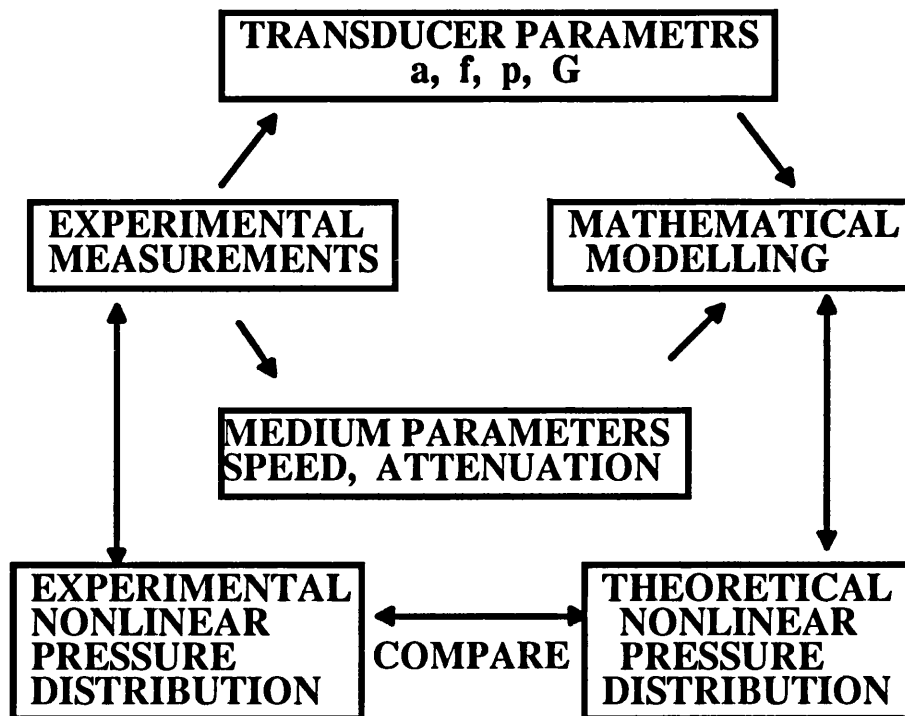 TRANSDUCER PARAMETRS
a, f, p, G
EXPERIMENTAL
MEASUREMENTS
MATHEMATICAL
MODELLING
MEDIUM PARAMETERS
SPEED, ATTENUATION
EXPERIMENTAL
NONLINEAR
PRESSURE
DISTRIBUTION
COMPARE
THEORETICAL
NONLINEAR
PRESSURE
DISTRIBUTION